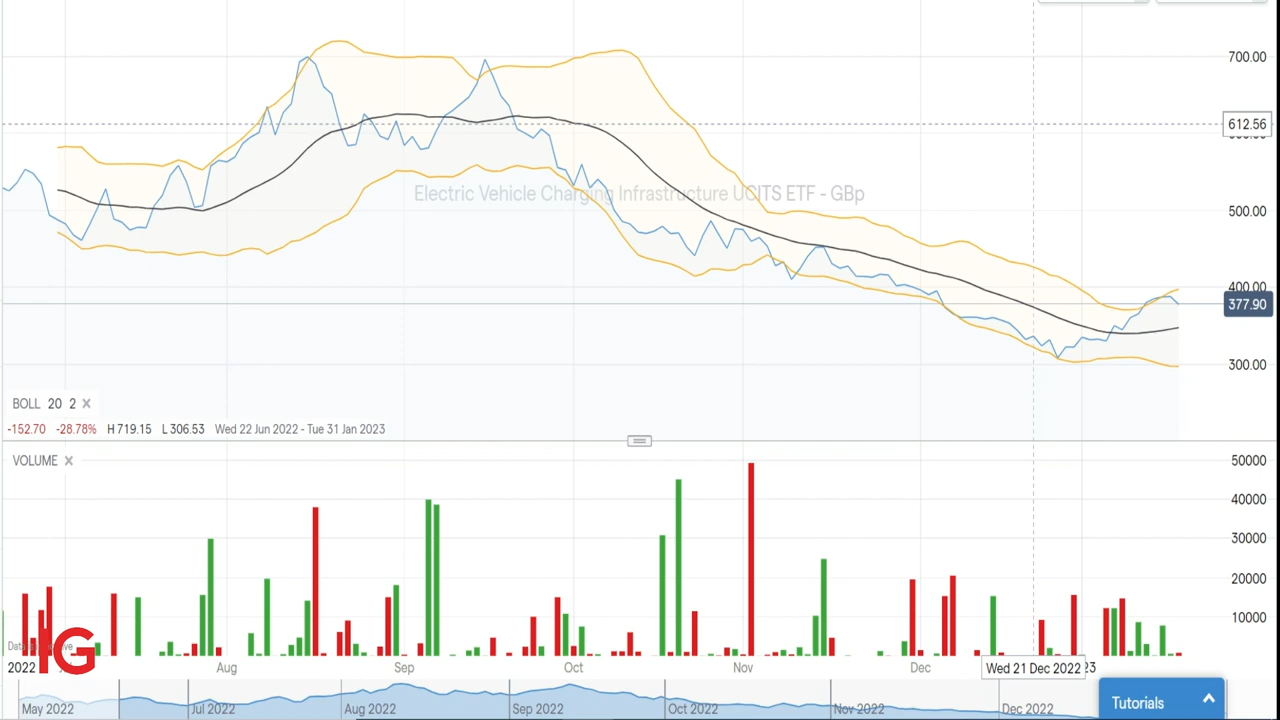 700.00
612.56
Electric Vehicle Charging Infrastructure UCITS ETF - GBp
500.00
400.00
377.90
300.00
BOLL 20 2 ×
-152.70 -28.78% H 719.15 L 306.53 Wed 22 Jun 2022 - Tue 31 Jan 2023
VOLUME ×
50000
40000
30000
20000
10000
IG
2022 Aug Sep Oct Nov Dec Wed 21 Dec 2022 23
May 2022 Jul 2022 Aug 2022 Sep 2022 Oct 2022 Nov 2022 Dec 2022 Tutorials